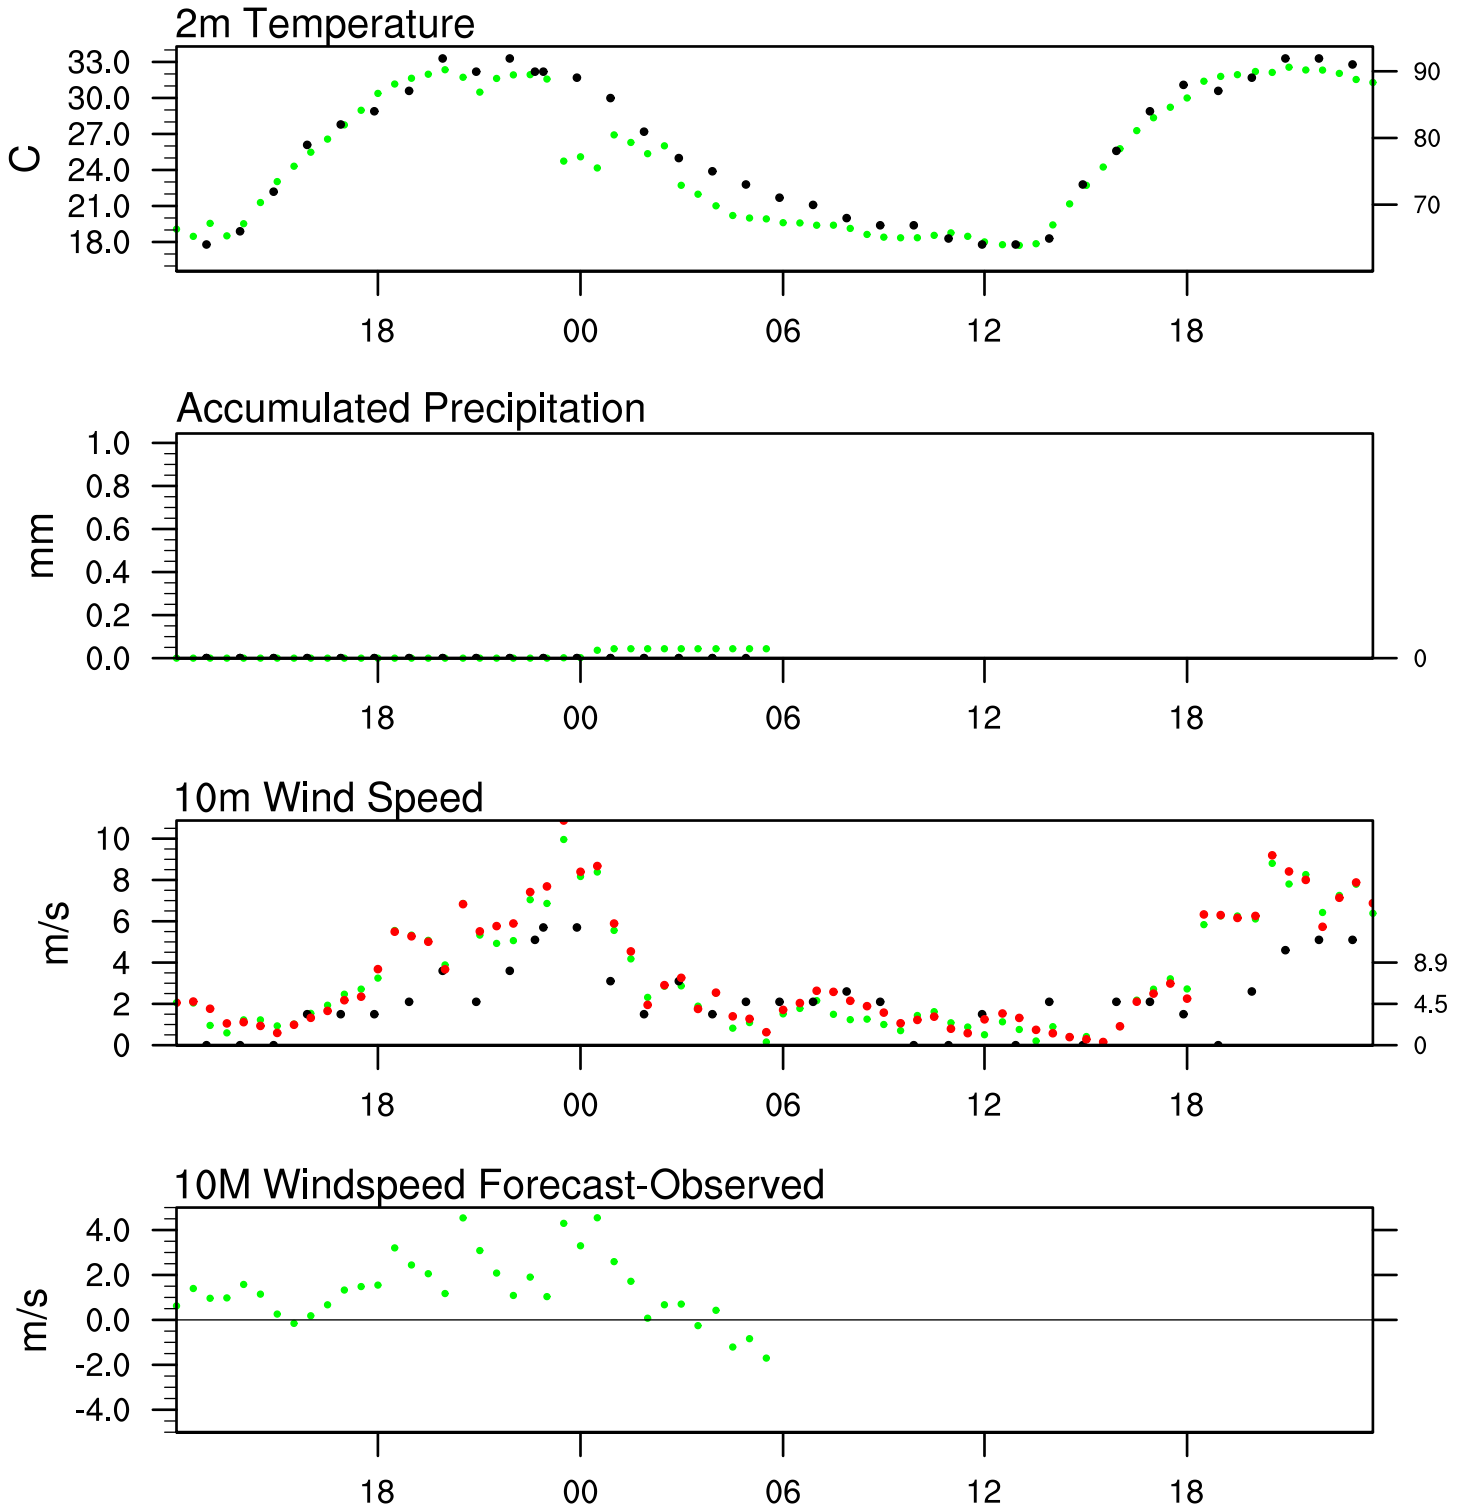 2m Temperature
33.0
30.0
27.0
24.0
21.0
18.0
C
90
80
70
18 00 06 12 18
Accumulated Precipitation
1.0
0.8
0.6
0.4
0.2
0.0
mm
0
18 00 06 12 18
10m Wind Speed
10
8
6
4
2
0
m/s
8.9
4.5
0
18 00 06 12 18
10M Windspeed Forecast-Observed
4.0
2.0
0.0
-2.0
-4.0
m/s
18 00 06 12 18